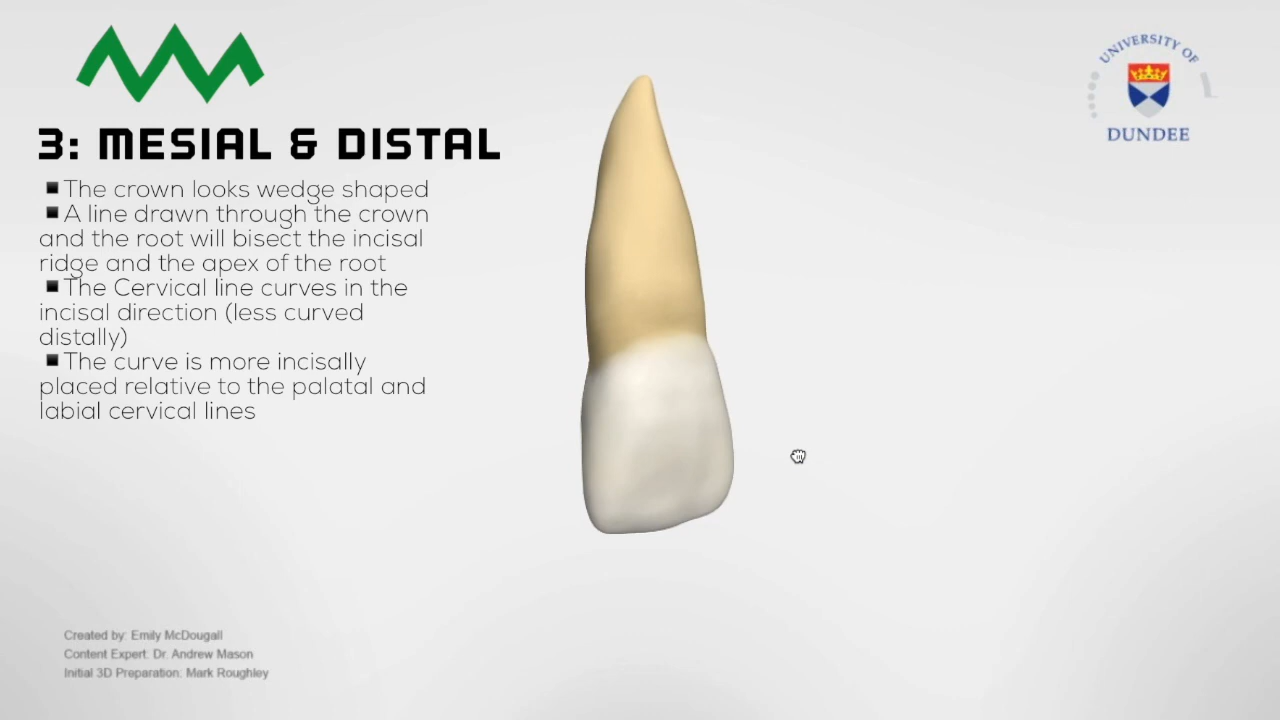 3: MESIAL & DISTAL
▪The crown looks wedge shaped
▪A line drawn through the crown
and the root will bisect the incisal
ridge and the apex of the root
▪The Cervical line curves in the
incisal direction (less curved
distally)
▪The curve is more incisally
placed relative to the palatal and
labial cervical lines
UNIVERSITY OF
DUNDEE
Created by: Emily McDougall
Content Expert: Dr. Andrew Mason
Initial 3D Preparation: Mark Roughley